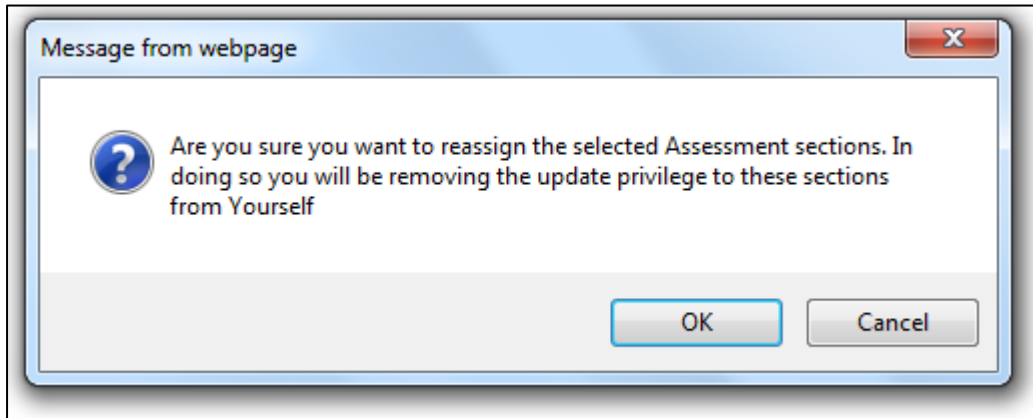 Message from webpage
Are you sure you want to reassign the selected Assessment sections. In
doing so you will be removing the update privilege to these sections
from Yourself
OK
Cancel